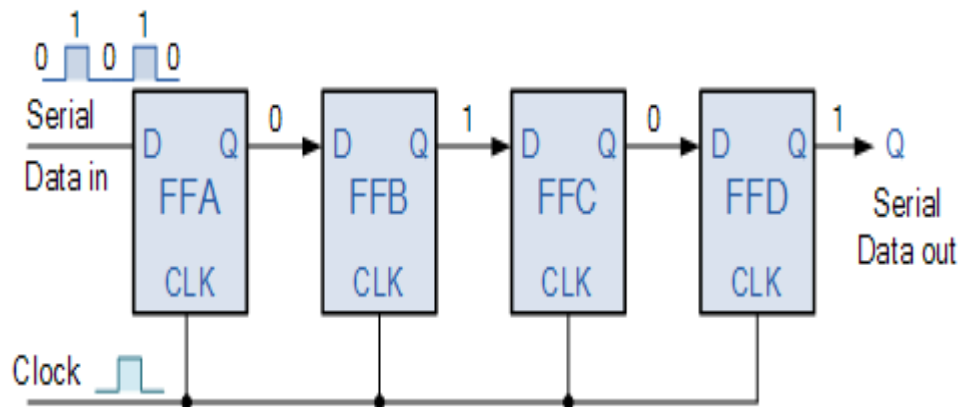 0 1 0 1 0
Serial
Data in
0
1
0
1
D Q
FFA
CLK
D Q
FFB
CLK
D Q
FFC
CLK
D Q
FFD
CLK
Q
Serial
Data out
Clock